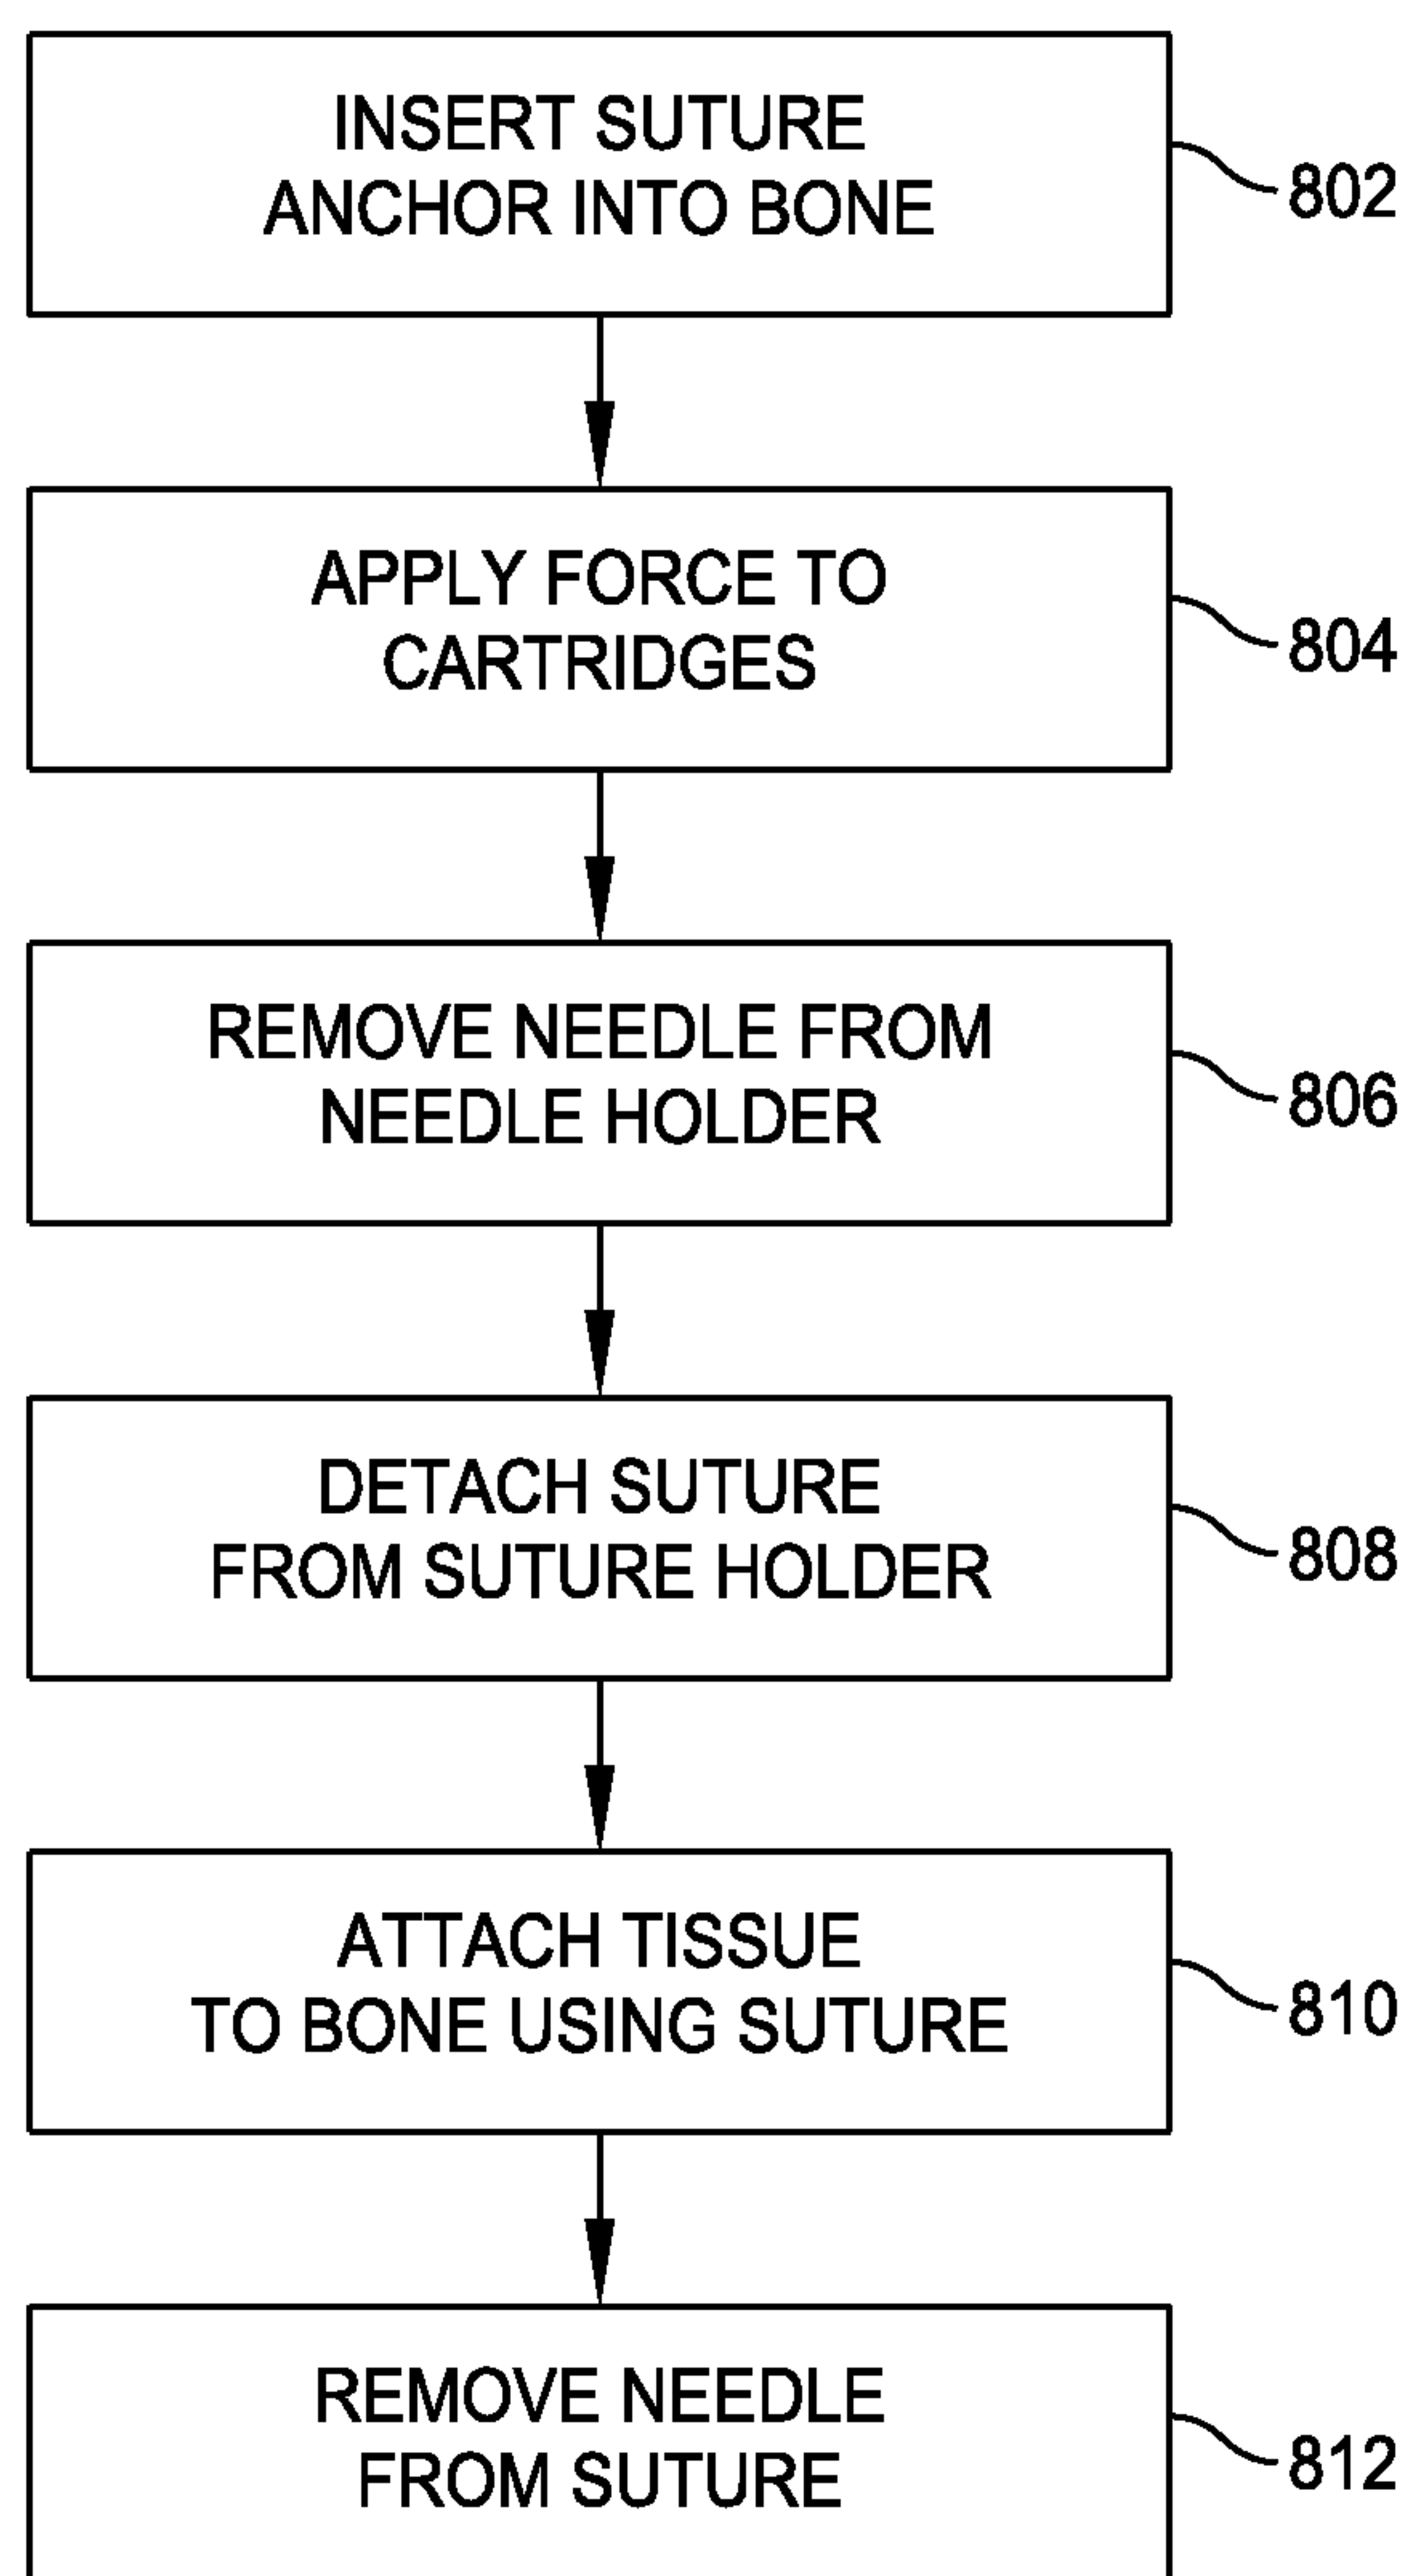 INSERT SUTURE
ANCHOR INTO BONE
802
APPLY FORCE TO
CARTRIDGES
804
REMOVE NEEDLE FROM
NEEDLE HOLDER
806
DETACH SUTURE
FROM SUTURE HOLDER
808
ATTACH TISSUE
TO BONE USING SUTURE
810
REMOVE NEEDLE
FROM SUTURE
812